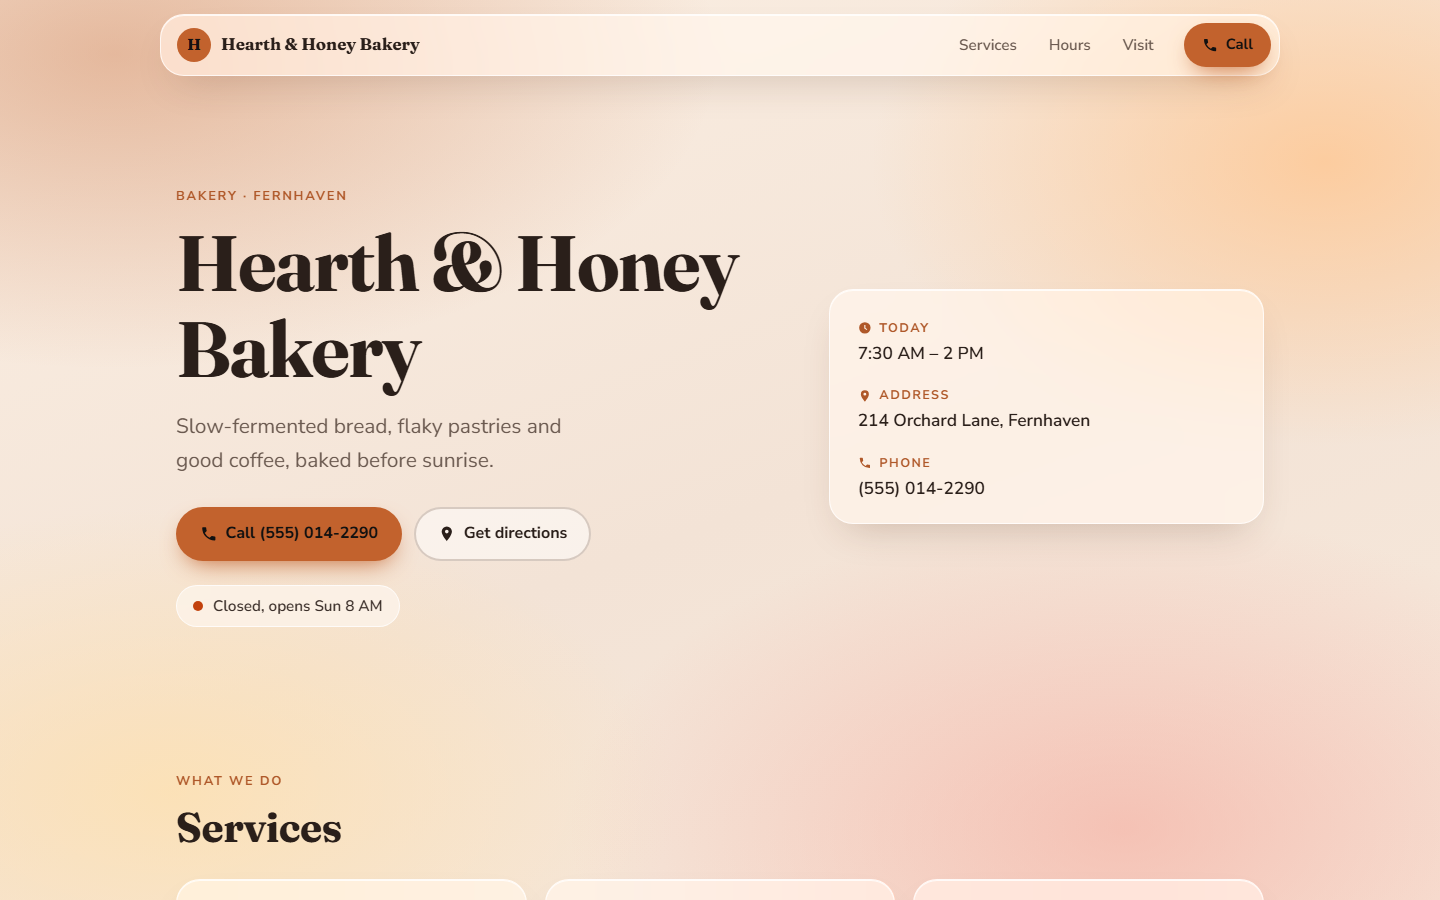 H Hearth & Honey Bakery Services Hours Visit Call
BAKERY · FERNHAVEN
Hearth & Honey
Bakery
Slow-fermented bread, flaky pastries and
good coffee, baked before sunrise.
Call (555) 014-2290 Get directions
Closed, opens Sun 8 AM
TODAY
7:30 AM – 2 PM
ADDRESS
214 Orchard Lane, Fernhaven
PHONE
(555) 014-2290
WHAT WE DO
Services